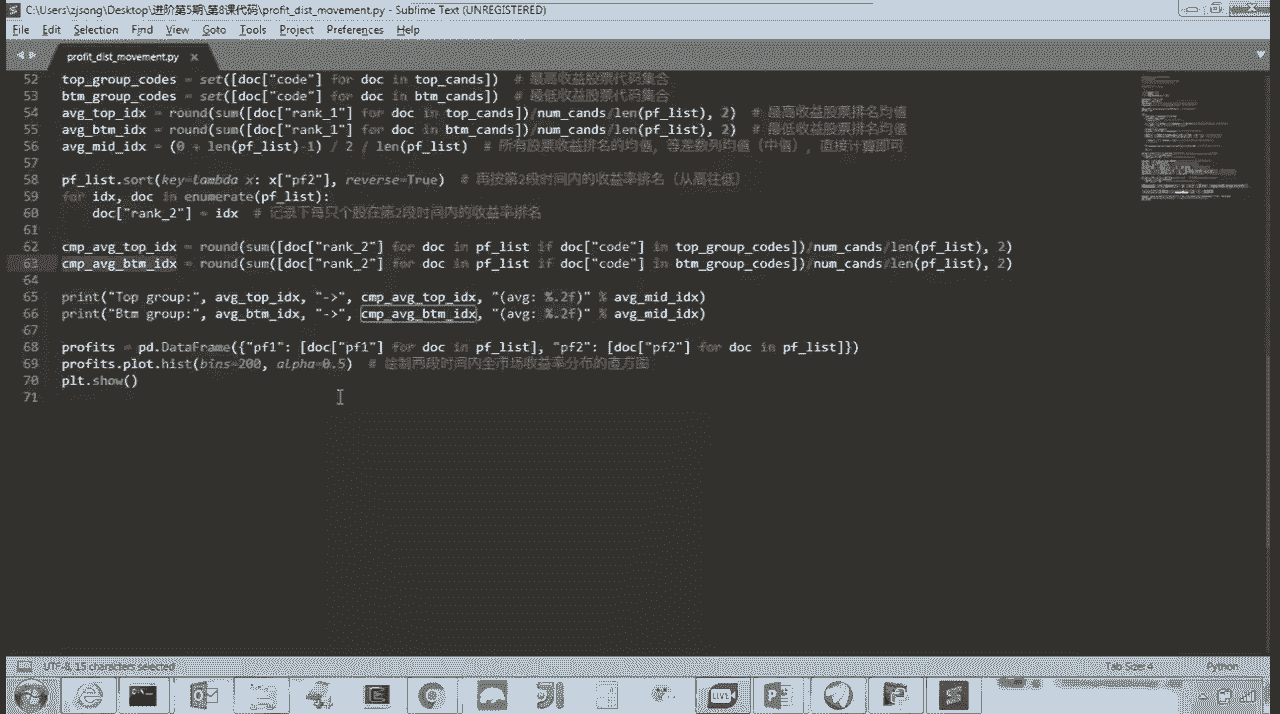 C:\Users\zjsong\Desktop\进阶第5期\第8课代码\profit_dist_movement.py - Sublime Text (UNREGISTERED)
File Edit Selection Find View Goto Tools Project Preferences Help
profit_dist_movement.py
52 top_group_codes = set([doc["code"] for doc in top_cands]) # 最高收益股票代码集合
53 btm_group_codes = set([doc["code"] for doc in btm_cands]) # 最低收益股票代码集合
54 avg_top_idx = round(sum([doc["rank_1"] for doc in top_cands])/num_cands/len(pf_list), 2) # 最高收益股票排名均值
55 avg_btm_idx = round(sum([doc["rank_1"] for doc in btm_cands])/num_cands/len(pf_list), 2) # 最低收益股票排名均值
56 avg_mid_idx = (0 + len(pf_list)-1) / 2 / len(pf_list) # 所有股票收益排名的均值，等差数列均值（中值），直接计算即可
57
58 pf_list.sort(key=lambda x: x["pf2"], reverse=True) # 再按第2段时间内的收益率排名（从高往低）
59 for idx, doc in enumerate(pf_list):
60 doc["rank_2"] = idx # 记录下每只个股在第2段时间内的收益率排名
61
62 cmp_avg_top_idx = round(sum([doc["rank_2"] for doc in pf_list if doc["code"] in top_group_codes])/num_cands/len(pf_list), 2)
63 cmp_avg_btm_idx = round(sum([doc["rank_2"] for doc in pf_list if doc["code"] in btm_group_codes])/num_cands/len(pf_list), 2)
64
65 print("Top group:", avg_top_idx, "->", cmp_avg_top_idx, "(avg: %.2f)" % avg_mid_idx)
66 print("Btm group:", avg_btm_idx, "->", cmp_avg_btm_idx, "(avg: %.2f)" % avg_mid_idx)
67
68 profits = pd.DataFrame({"pf1": [doc["pf1"] for doc in pf_list], "pf2": [doc["pf2"] for doc in pf_list]})
69 profits.plot.hist(bins=200, alpha=0.5) # 绘制两段时间内全市场收益率分布的直方图
70 plt.show()
71
UTF-8, 15 characters selected Tab Size: 4 Python
LIVE